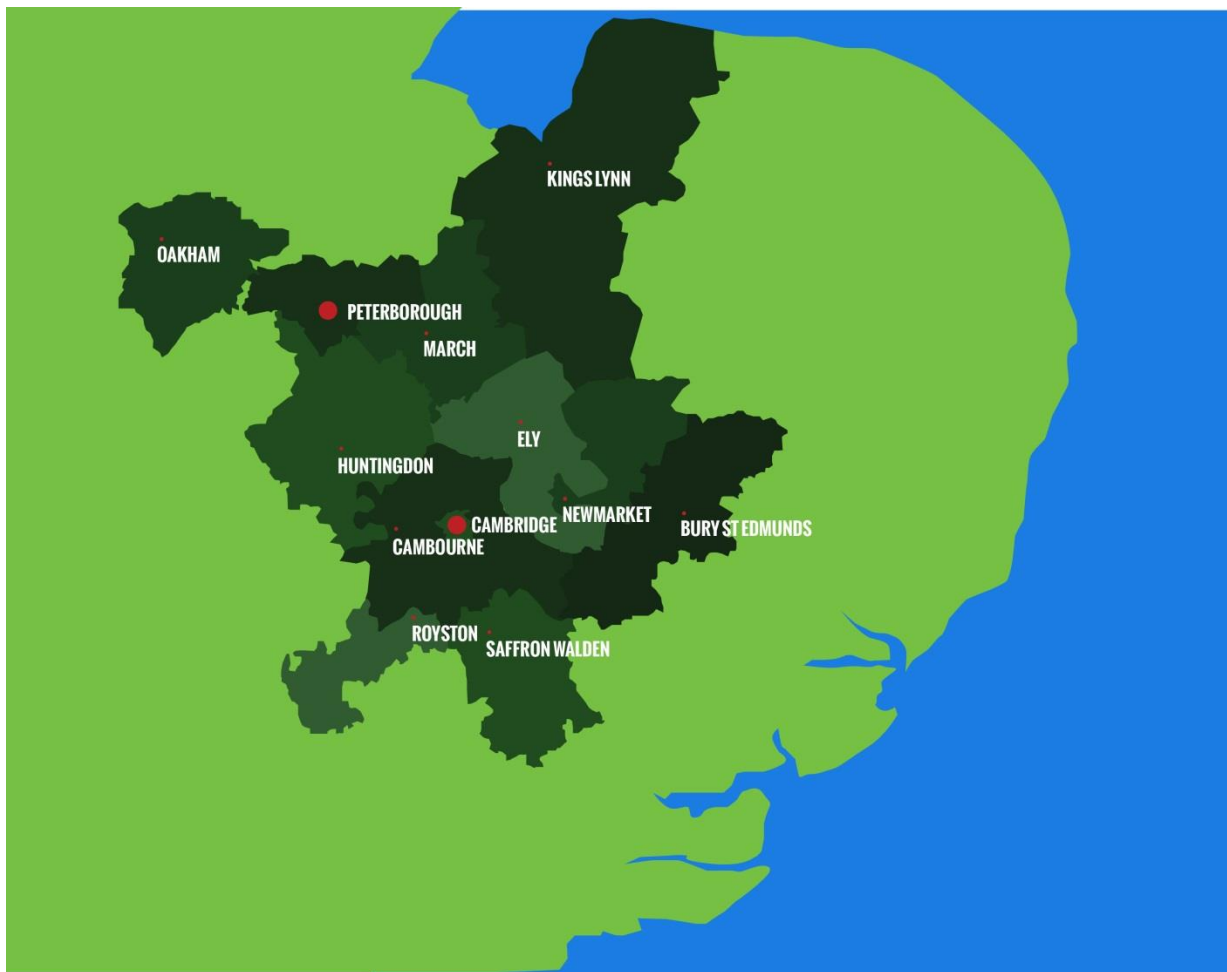 KINGS LYNN
OAKHAM
PETERBOROUGH
MARCH
ELY
HUNTINGDON
NEWMARKET
CAMBRIDGE
BURY ST EDMUNDS
CAMBOURNE
ROYSTON
SAFFRON WALDEN